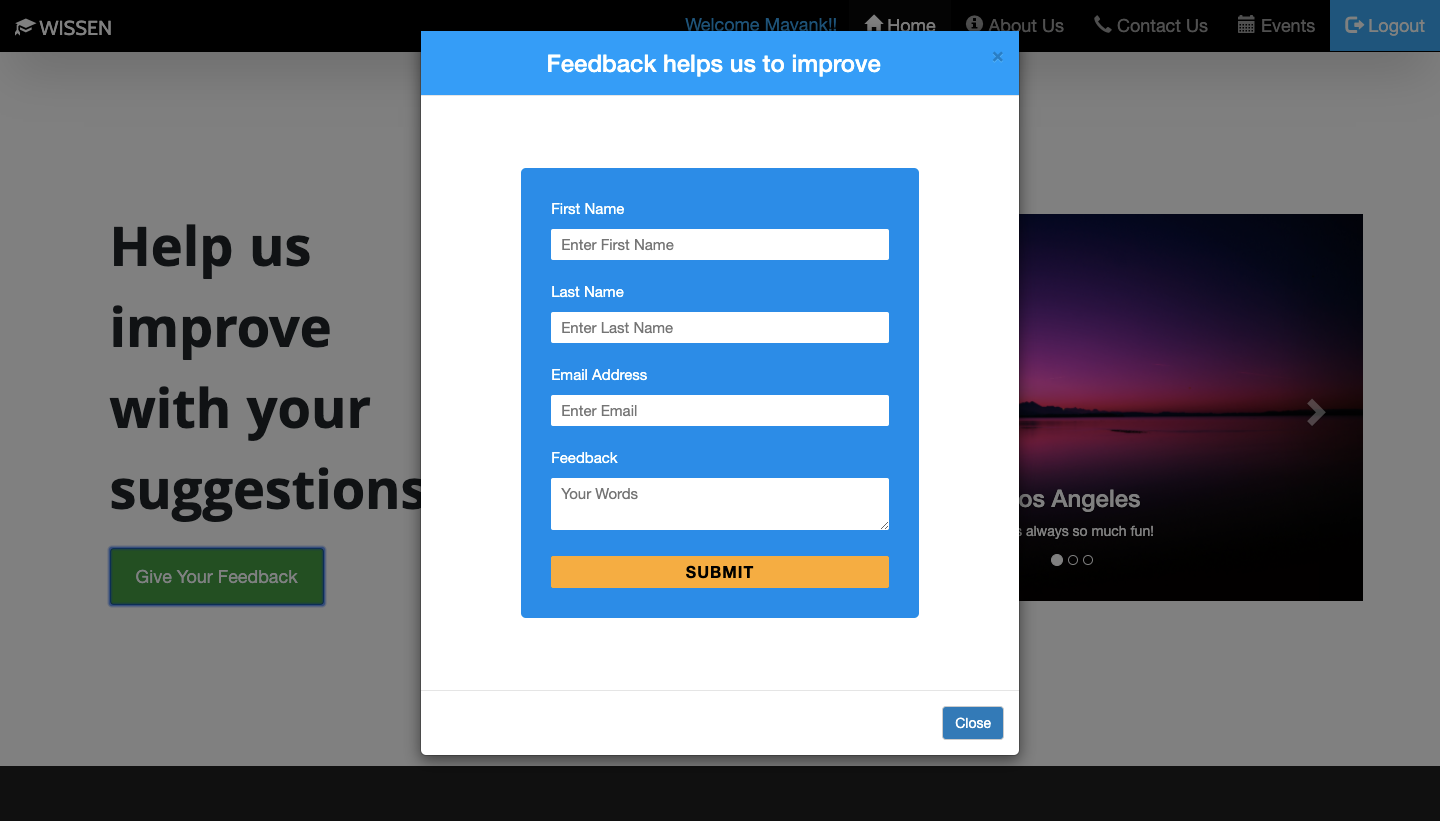 WISSEN
Welcome Mayank!!
Home
About Us
Contact Us
Events
Logout
Feedback helps us to improve
×
First Name
Enter First Name
Last Name
Enter Last Name
Email Address
Enter Email
Feedback
Your Words
SUBMIT
Close
Help us
improve
with your
suggestions
Give Your Feedback
os Angeles
always so much fun!